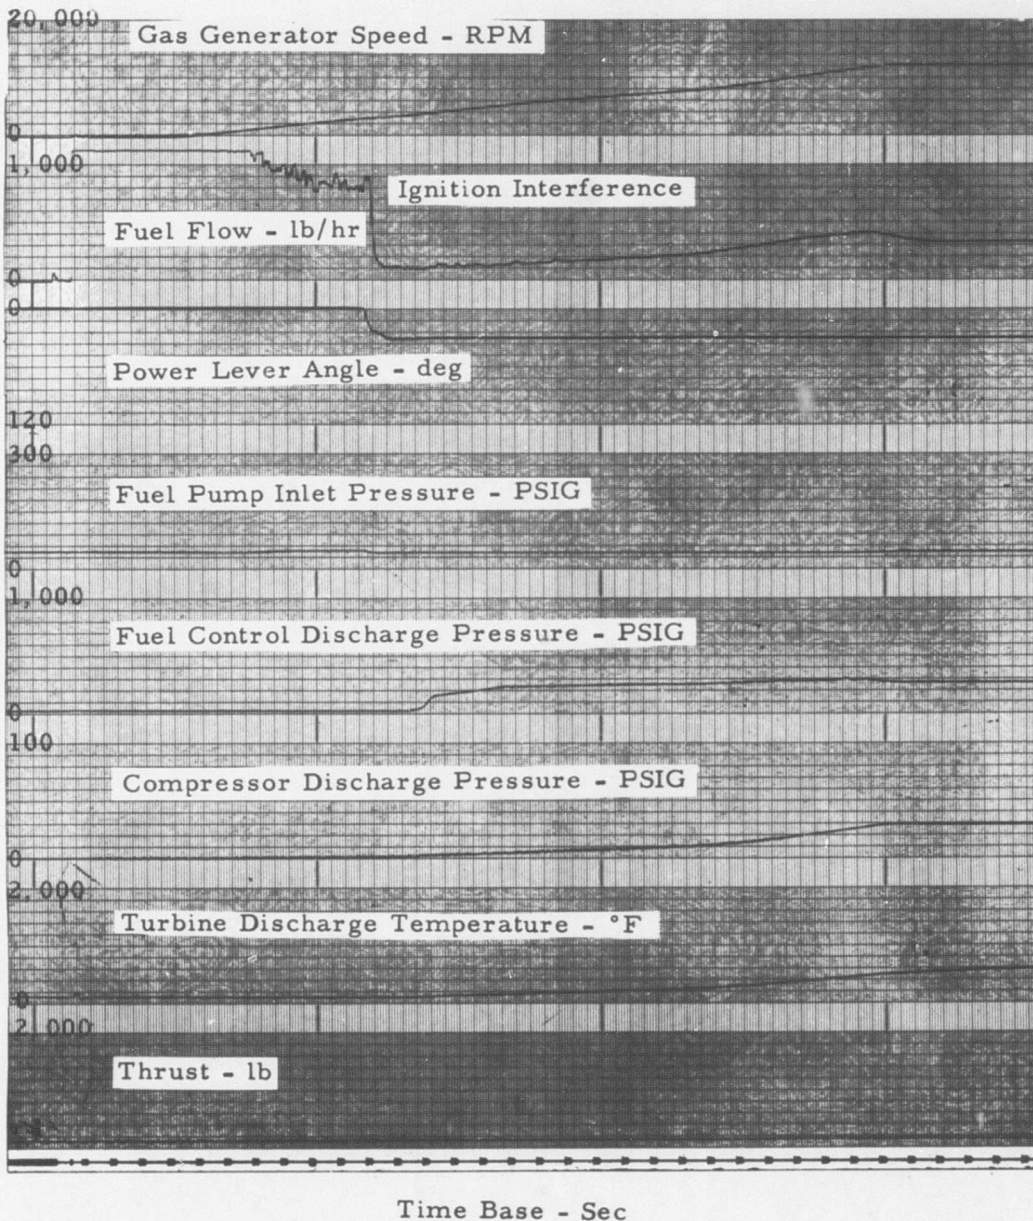 20,000
Gas Generator Speed - RPM
0
1,000
Ignition Interference
Fuel Flow - lb/hr
0
0
Power Lever Angle - deg
120
300
Fuel Pump Inlet Pressure - PSIG
0
1,000
Fuel Control Discharge Pressure - PSIG
0
100
Compressor Discharge Pressure - PSIG
0
2,000
Turbine Discharge Temperature - °F
0
2,000
Thrust - lb
Time Base - Sec